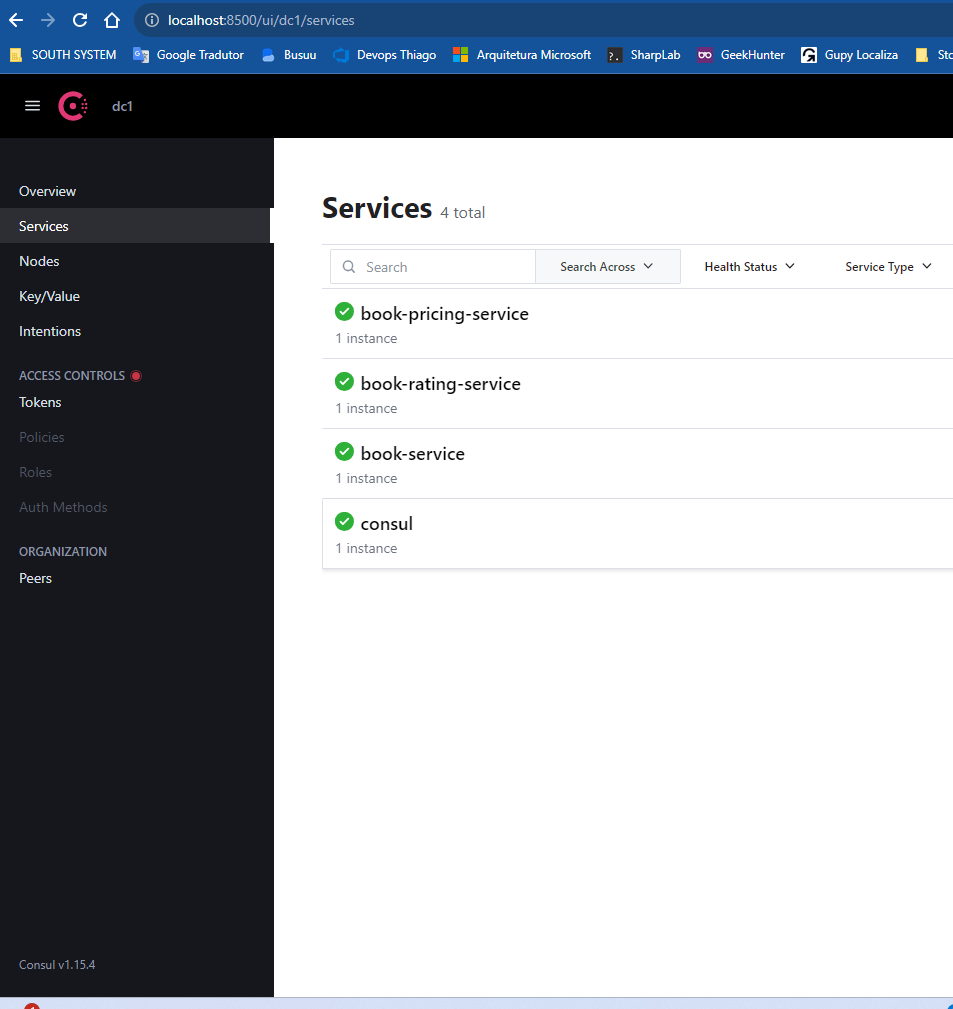 localhost:8500/ui/dc1/services
SOUTH SYSTEM Google Tradutor Busuu Devops Thiago Arquitetura Microsoft SharpLab GeekHunter Gupy Localiza
dc1
Overview
Services
Nodes
Key/Value
Intentions
ACCESS CONTROLS
Tokens
Policies
Roles
Auth Methods
ORGANIZATION
Peers
Consul v1.15.4
Services 4 total
Search Search Across Health Status Service Type
book-pricing-service
1 instance
book-rating-service
1 instance
book-service
1 instance
consul
1 instance